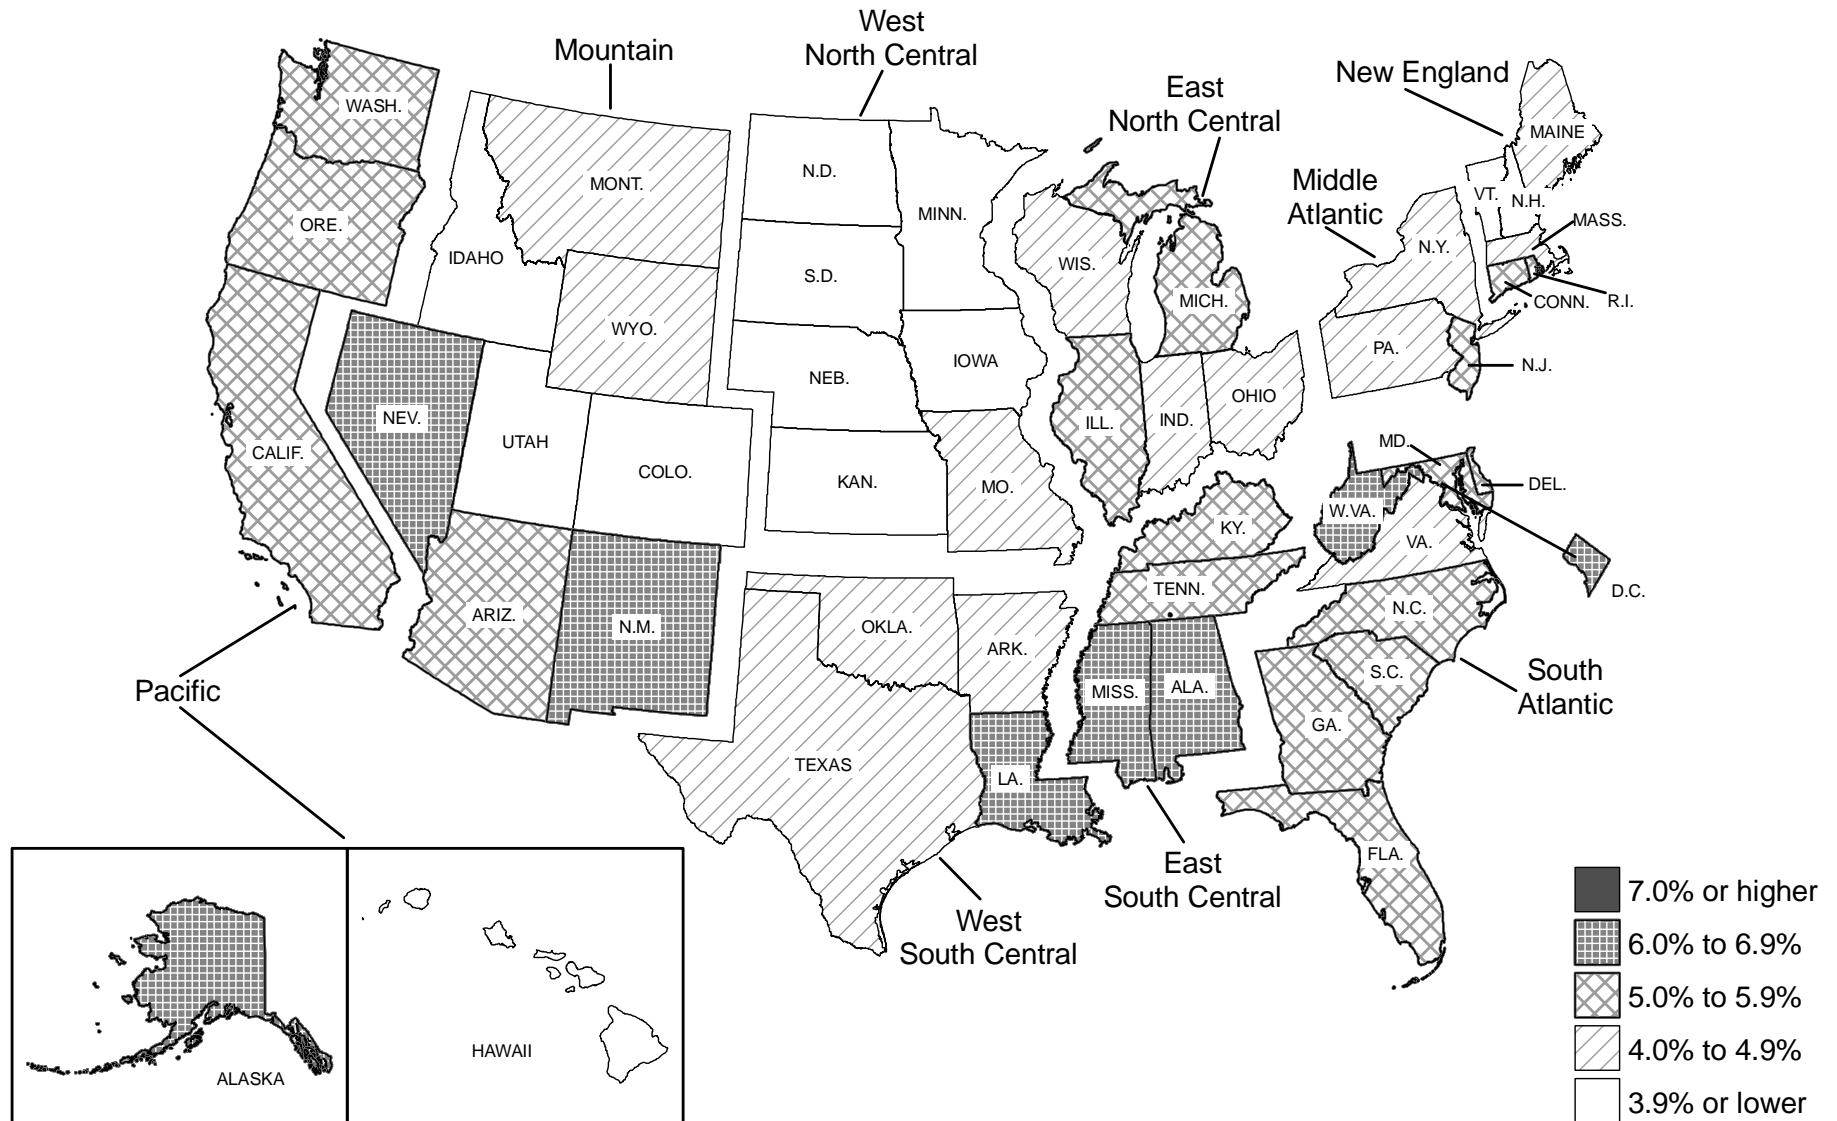 West
North Central
Mountain
East
North Central
New England
Middle
Atlantic
WASH.
ORE.
CALIF.
IDAHO
MONT.
WYO.
NEV.
UTAH
COLO.
ARIZ.
N.M.
N.D.
S.D.
NEB.
KAN.
MINN.
IOWA
MO.
WIS.
MICH.
ILL.
IND.
OHIO
MAINE
VT.
N.H.
MASS.
R.I.
CONN.
N.Y.
PA.
N.J.
MD.
DEL.
D.C.
W.VA.
VA.
KY.
TENN.
N.C.
S.C.
GA.
FLA.
MISS.
ALA.
OKLA.
ARK.
TEXAS
LA.
Pacific
South
Atlantic
East
South Central
West
South Central
ALASKA
HAWAII
7.0% or higher
6.0% to 6.9%
5.0% to 5.9%
4.0% to 4.9%
3.9% or lower